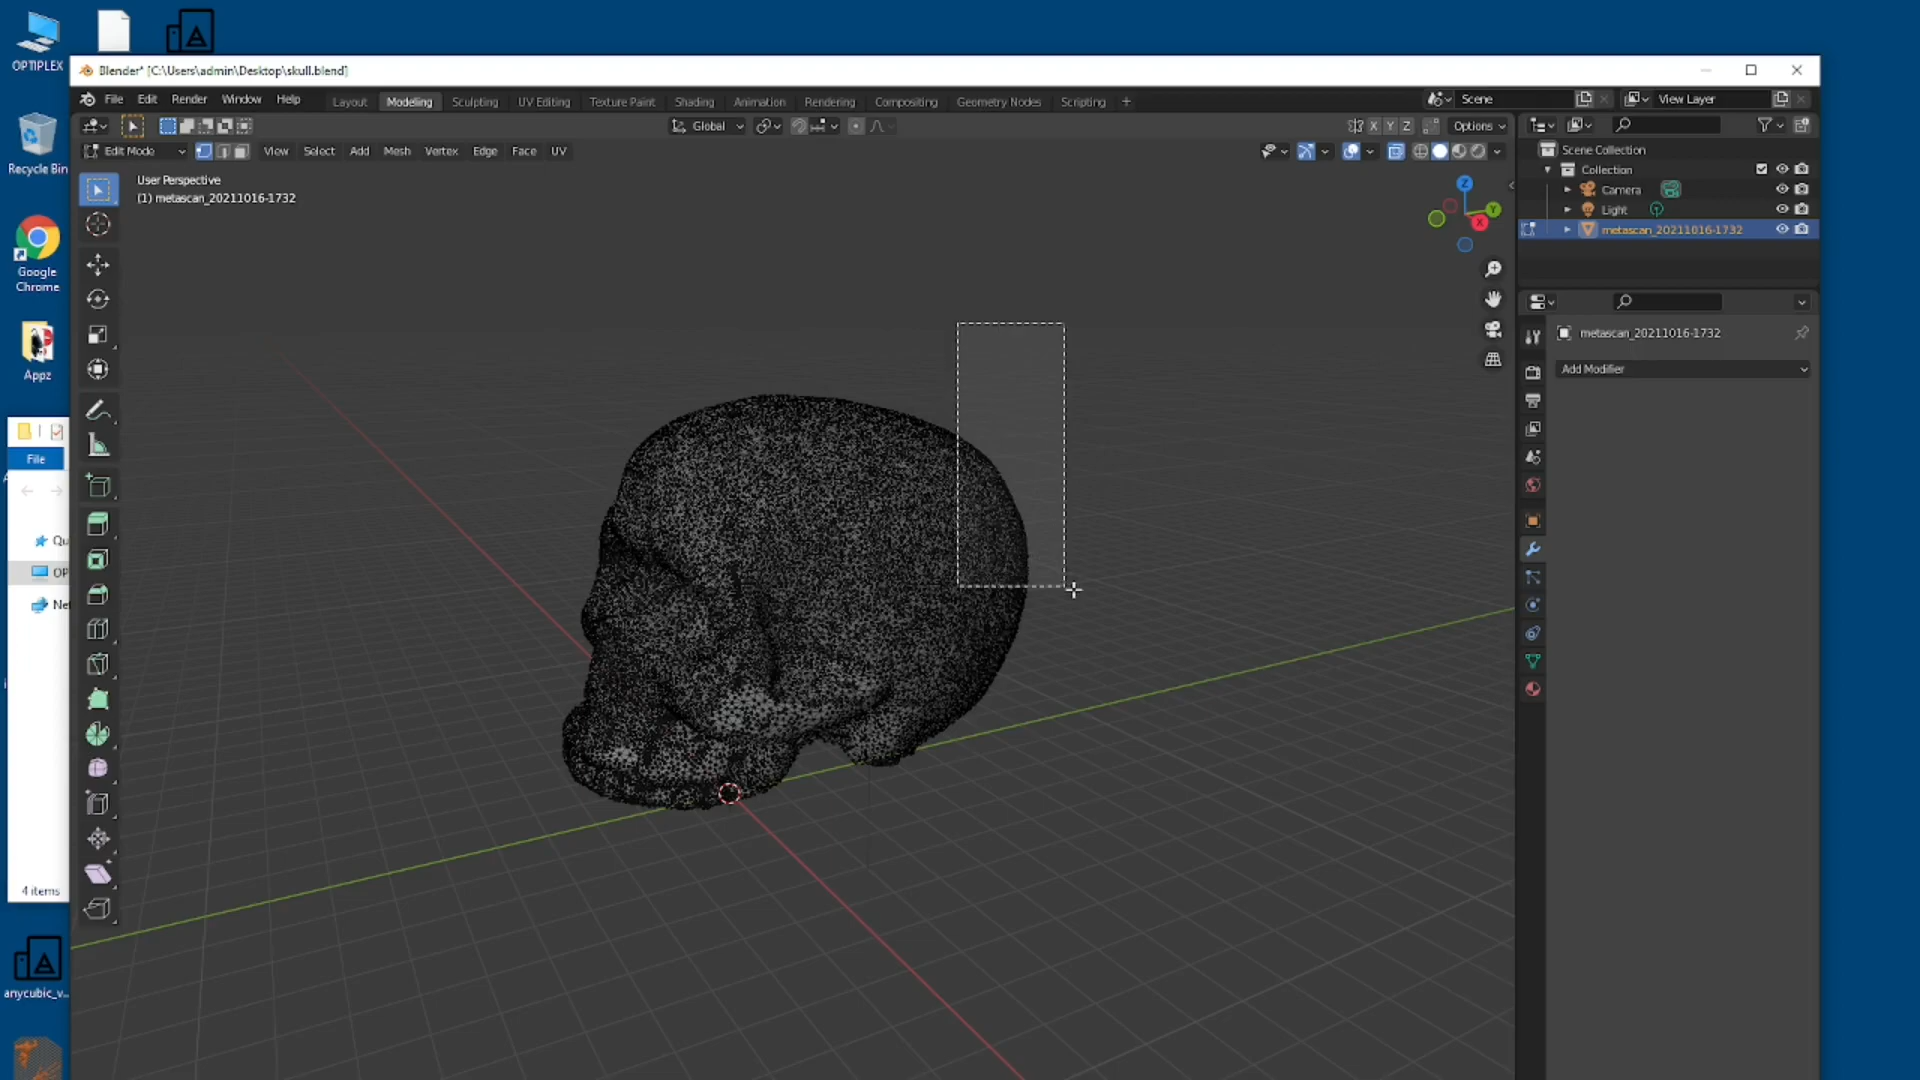 OPTIPLEX
Blender* [C:\Users\admin\Desktop\skull.blend]
File Edit Render Window Help
Layout Modeling Sculpting UV Editing Texture Paint Shading Animation Rendering Compositing Geometry Nodes Scripting +
Scene
View Layer
Global
X Y Z
Options
Edit Mode
View Select Add Mesh Vertex Edge Face UV
Scene Collection
Collection
Camera
Light
metascan_20211016-1732
User Perspective
(1) metascan_20211016-1732
Z
Y
X
Recycle Bin
Google
Chrome
metascan_20211016-1732
Add Modifier
Appz
File
Qu
OP
Net
4 items
anycubic_v...